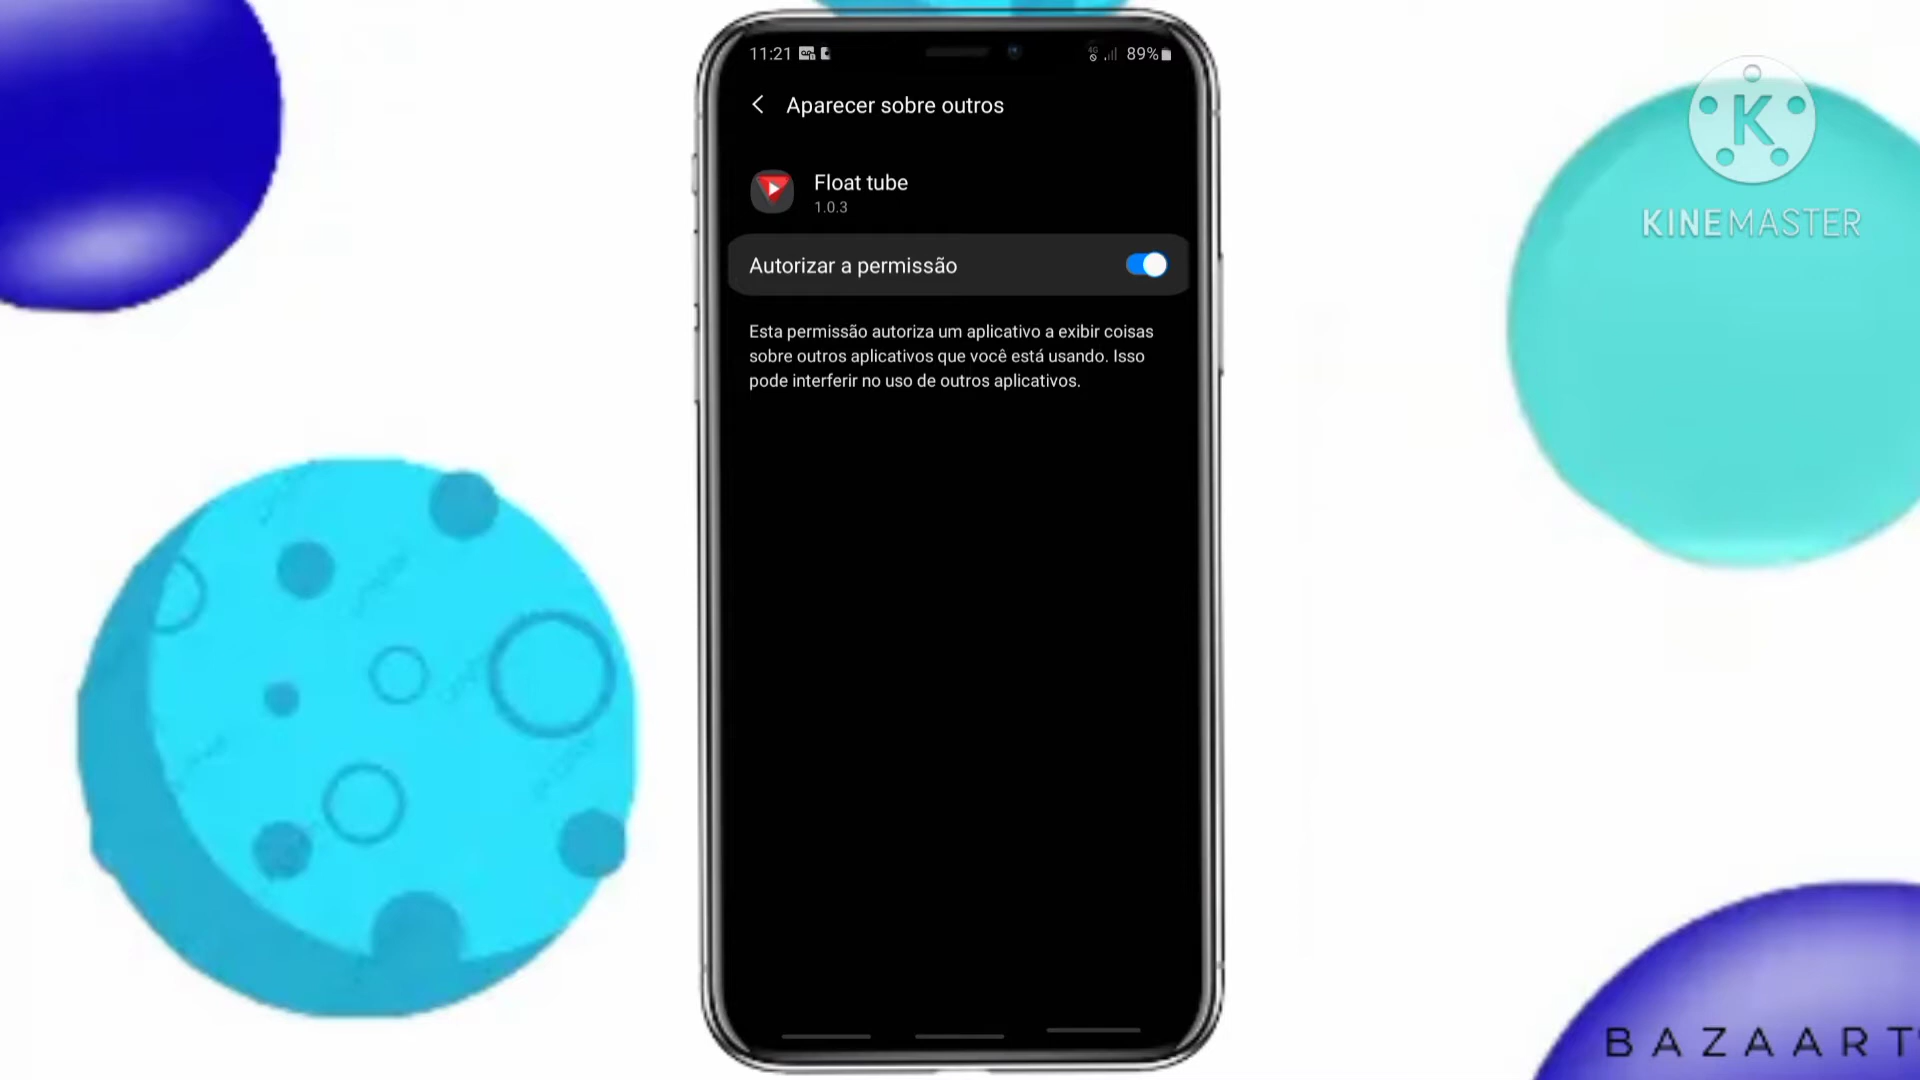 11:21
4G
89%
Aparecer sobre outros
Float tube
1.0.3
Autorizar a permissão
Esta permissão autoriza um aplicativo a exibir coisas
sobre outros aplicativos que você está usando. Isso
pode interferir no uso de outros aplicativos.
K
KINEMASTER
BAZAART